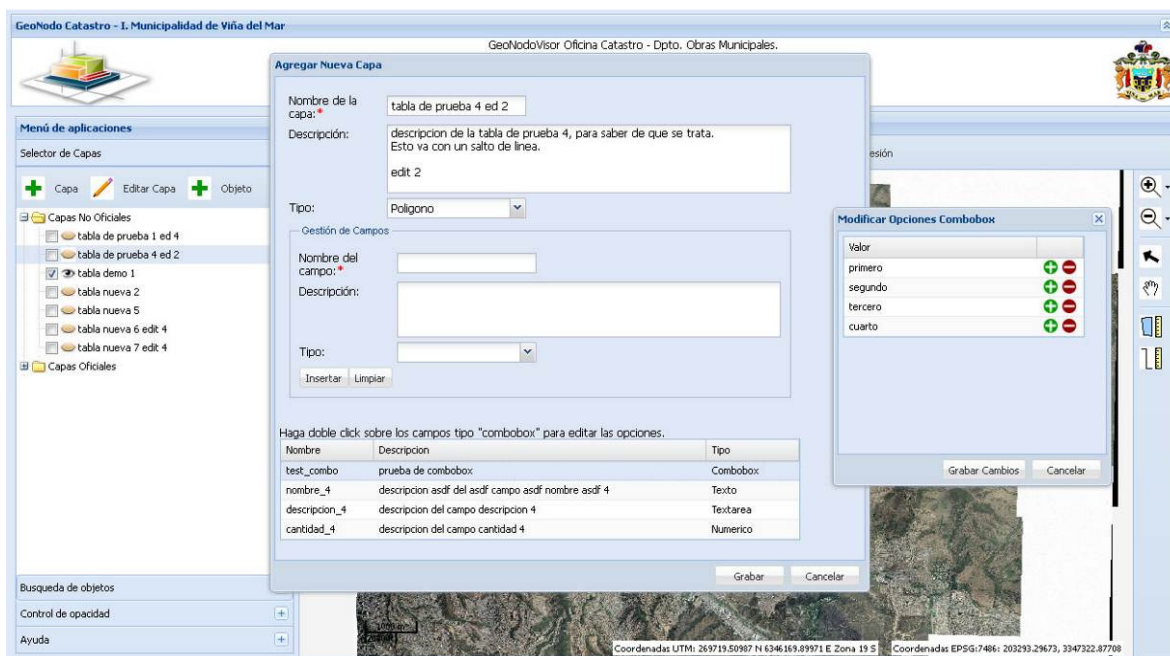 GeoNodo Catastro - I. Municipalidad de Viña del Mar
GeoNodoVisor Oficina Catastro - Dpto. Obras Municipales.
Menú de aplicaciones
Selector de Capas
Capa
Editar Capa
Objeto
Capas No Oficiales
tabla de prueba 1 ed 4
tabla de prueba 4 ed 2
tabla demo 1
tabla nueva 2
tabla nueva 5
tabla nueva 6 edit 4
tabla nueva 7 edit 4
Capas Oficiales
Busqueda de objetos
Control de opacidad
Ayuda
Agregar Nueva Capa
Nombre de la
capa:*
tabla de prueba 4 ed 2
Descripción:
descripcion de la tabla de prueba 4, para saber de que se trata.
Esto va con un salto de linea.
edit 2
Tipo:
Poligono
Gestión de Campos
Nombre del
campo:*
Descripción:
Tipo:
Insertar
Limpiar
Haga doble click sobre los campos tipo "combobox" para editar las opciones.
Nombre Descripcion Tipo
test_combo prueba de combobox Combobox
nombre_4 descripcion asdf del asdf campo asdf nombre asdf 4 Texto
descripcion_4 descripcion del campo descripcion 4 Textarea
cantidad_4 descripcion del campo cantidad 4 Numerico
Grabar
Cancelar
esión
Modificar Opciones Combobox
Valor
primero
segundo
tercero
cuarto
Grabar Cambios
Cancelar
1000 m
Coordenadas UTM: 269719.50987 N 6346169.89971 E Zona 19 S
Coordenadas EPSG:7486: 203293.29673, 3347322.87708